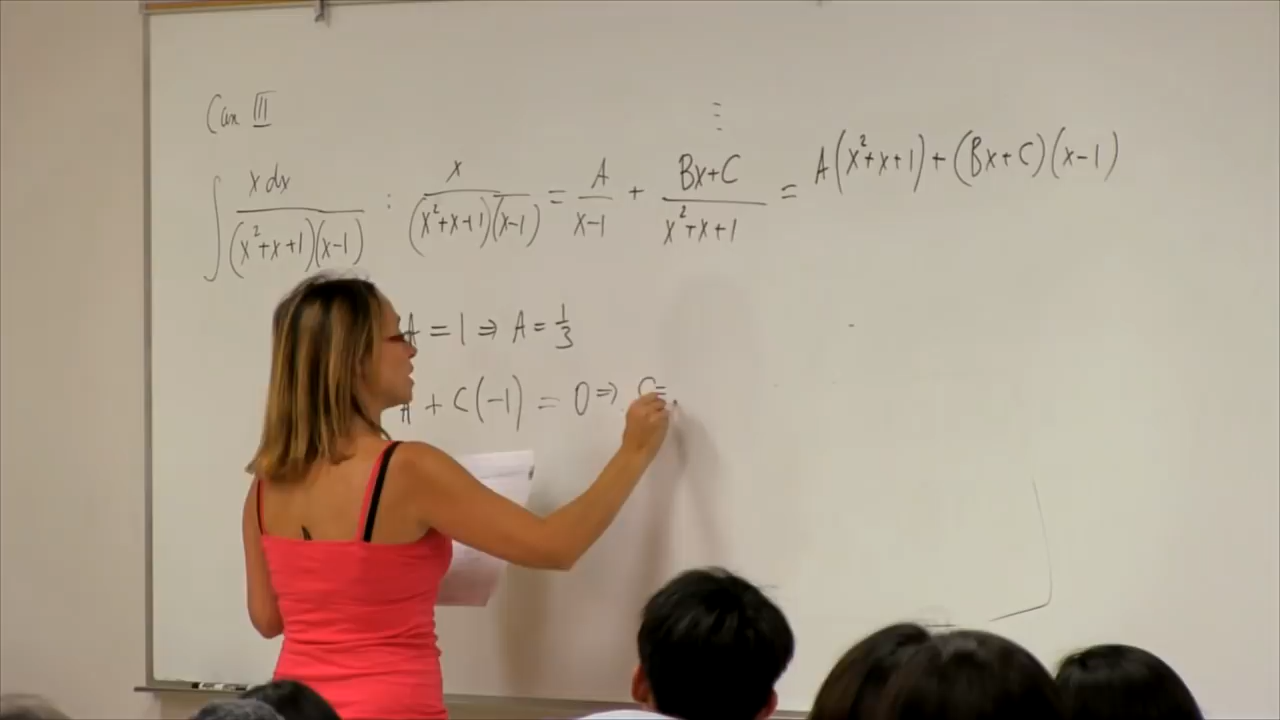 Case III
∫ x dx / (x²+x+1)(x-1) : x / (x²+x+1)(x-1) = A / x-1 + Bx+C / x²+x+1 = A(x²+x+1) + (Bx+C)(x-1)
A = 1 ⇒ A = 1/3
A + C(-1) = 0 ⇒ C =